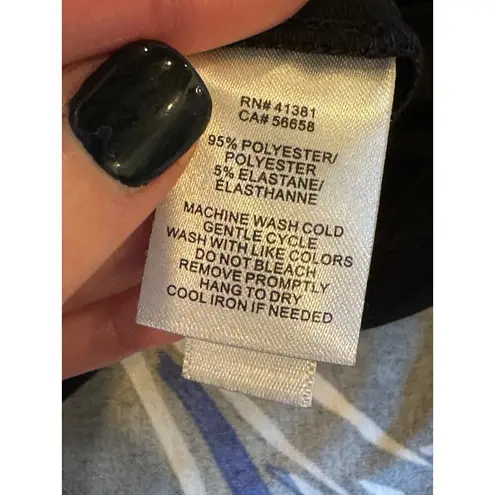 RN# 41381
CA# 56658
95% POLYESTER/
POLYESTER
5% ELASTANE/
ÉLASTHANNE
MACHINE WASH COLD
GENTLE CYCLE
WASH WITH LIKE COLORS
DO NOT BLEACH
REMOVE PROMPTLY
HANG TO DRY
COOL IRON IF NEEDED